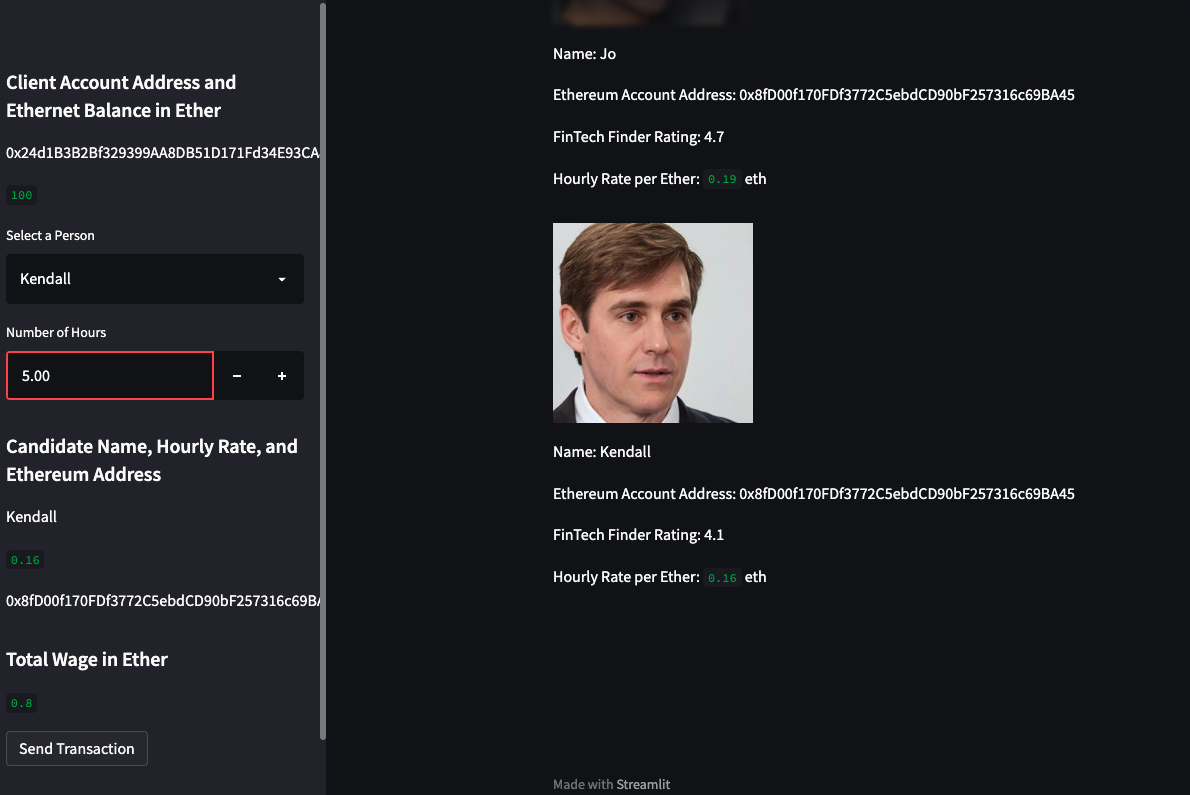 Client Account Address and
Ethernet Balance in Ether
0x24d1B3B2Bf329399AA8DB51D171Fd34E93CA
100
Select a Person
Kendall
Number of Hours
5.00
−
+
Candidate Name, Hourly Rate, and
Ethereum Address
Kendall
0.16
0x8fD00f170FDf3772C5ebdCD90bF257316c69BA
Total Wage in Ether
0.8
Send Transaction
Name: Jo
Ethereum Account Address: 0x8fD00f170FDf3772C5ebdCD90bF257316c69BA45
FinTech Finder Rating: 4.7
Hourly Rate per Ether: 0.19 eth
Name: Kendall
Ethereum Account Address: 0x8fD00f170FDf3772C5ebdCD90bF257316c69BA45
FinTech Finder Rating: 4.1
Hourly Rate per Ether: 0.16 eth
Made with Streamlit